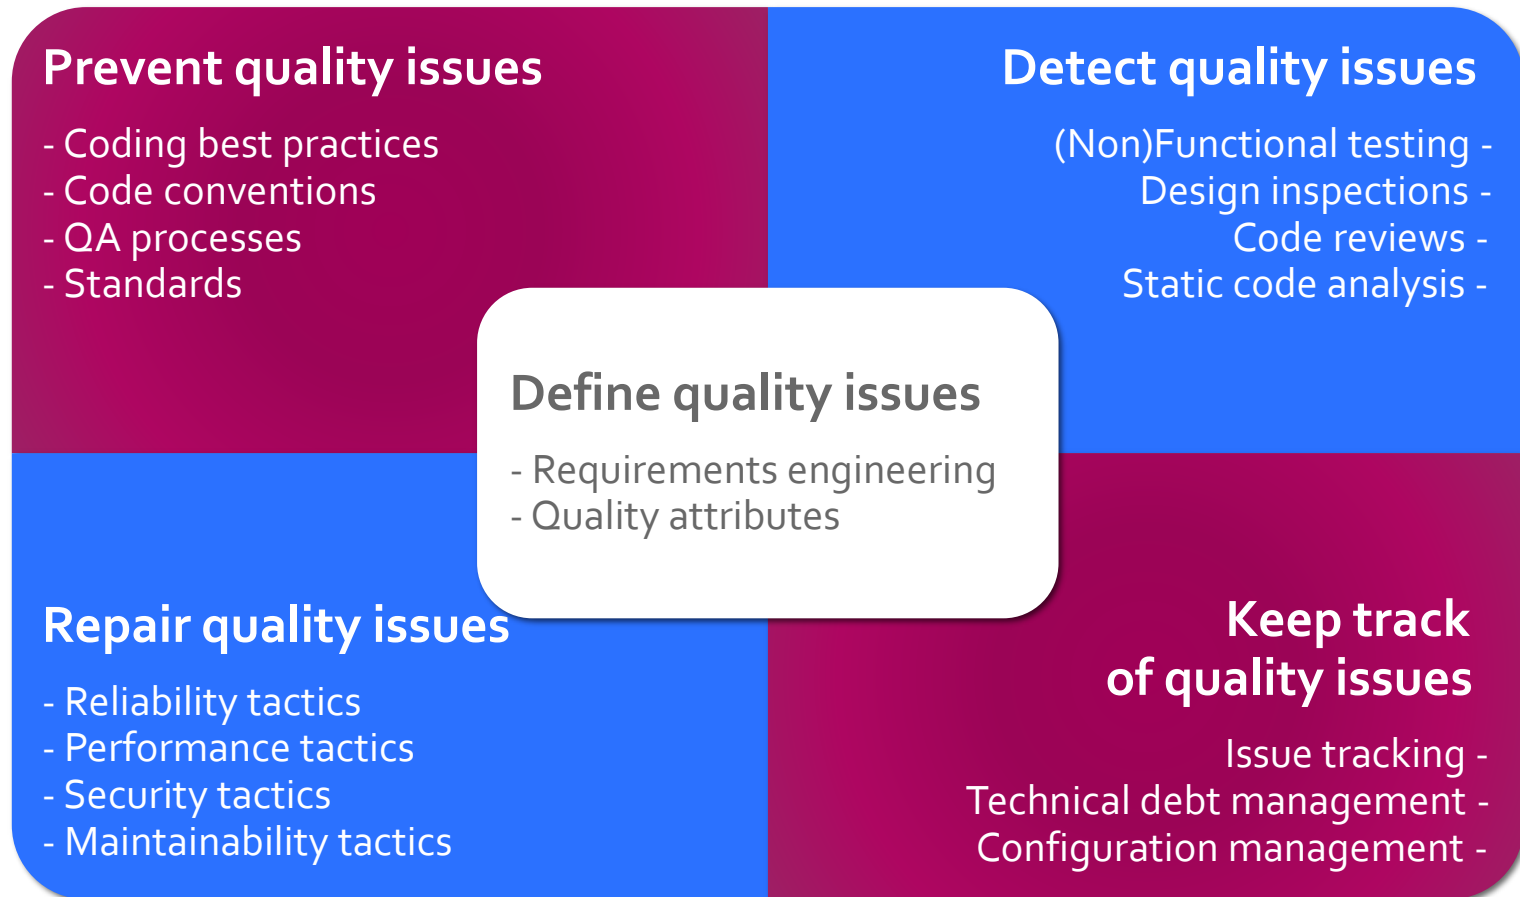 Prevent quality issues
- Coding best practices
- Code conventions
- QA processes
- Standards
Detect quality issues
(Non)Functional testing -
Design inspections -
Code reviews -
Static code analysis -
Define quality issues
- Requirements engineering
- Quality attributes
Repair quality issues
- Reliability tactics
- Performance tactics
- Security tactics
- Maintainability tactics
Keep track
of quality issues
Issue tracking -
Technical debt management -
Configuration management -